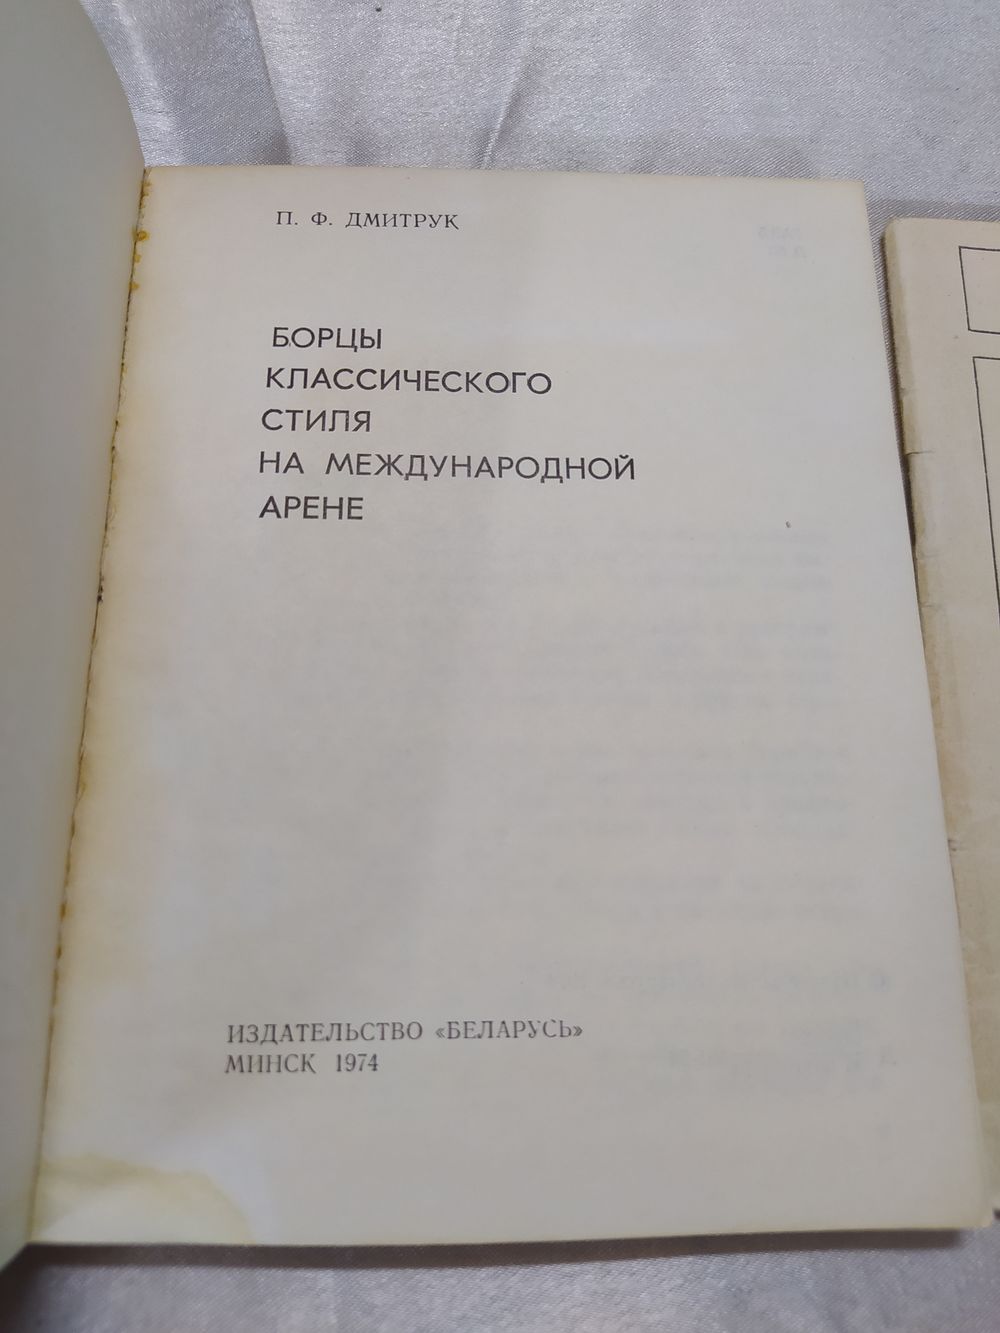 П. Ф. ДМИТРУК
БОРЦЫ
КЛАССИЧЕСКОГО
СТИЛЯ
НА МЕЖДУНАРОДНОЙ
АРЕНЕ
ИЗДАТЕЛЬСТВО «БЕЛАРУСЬ»
МИНСК 1974